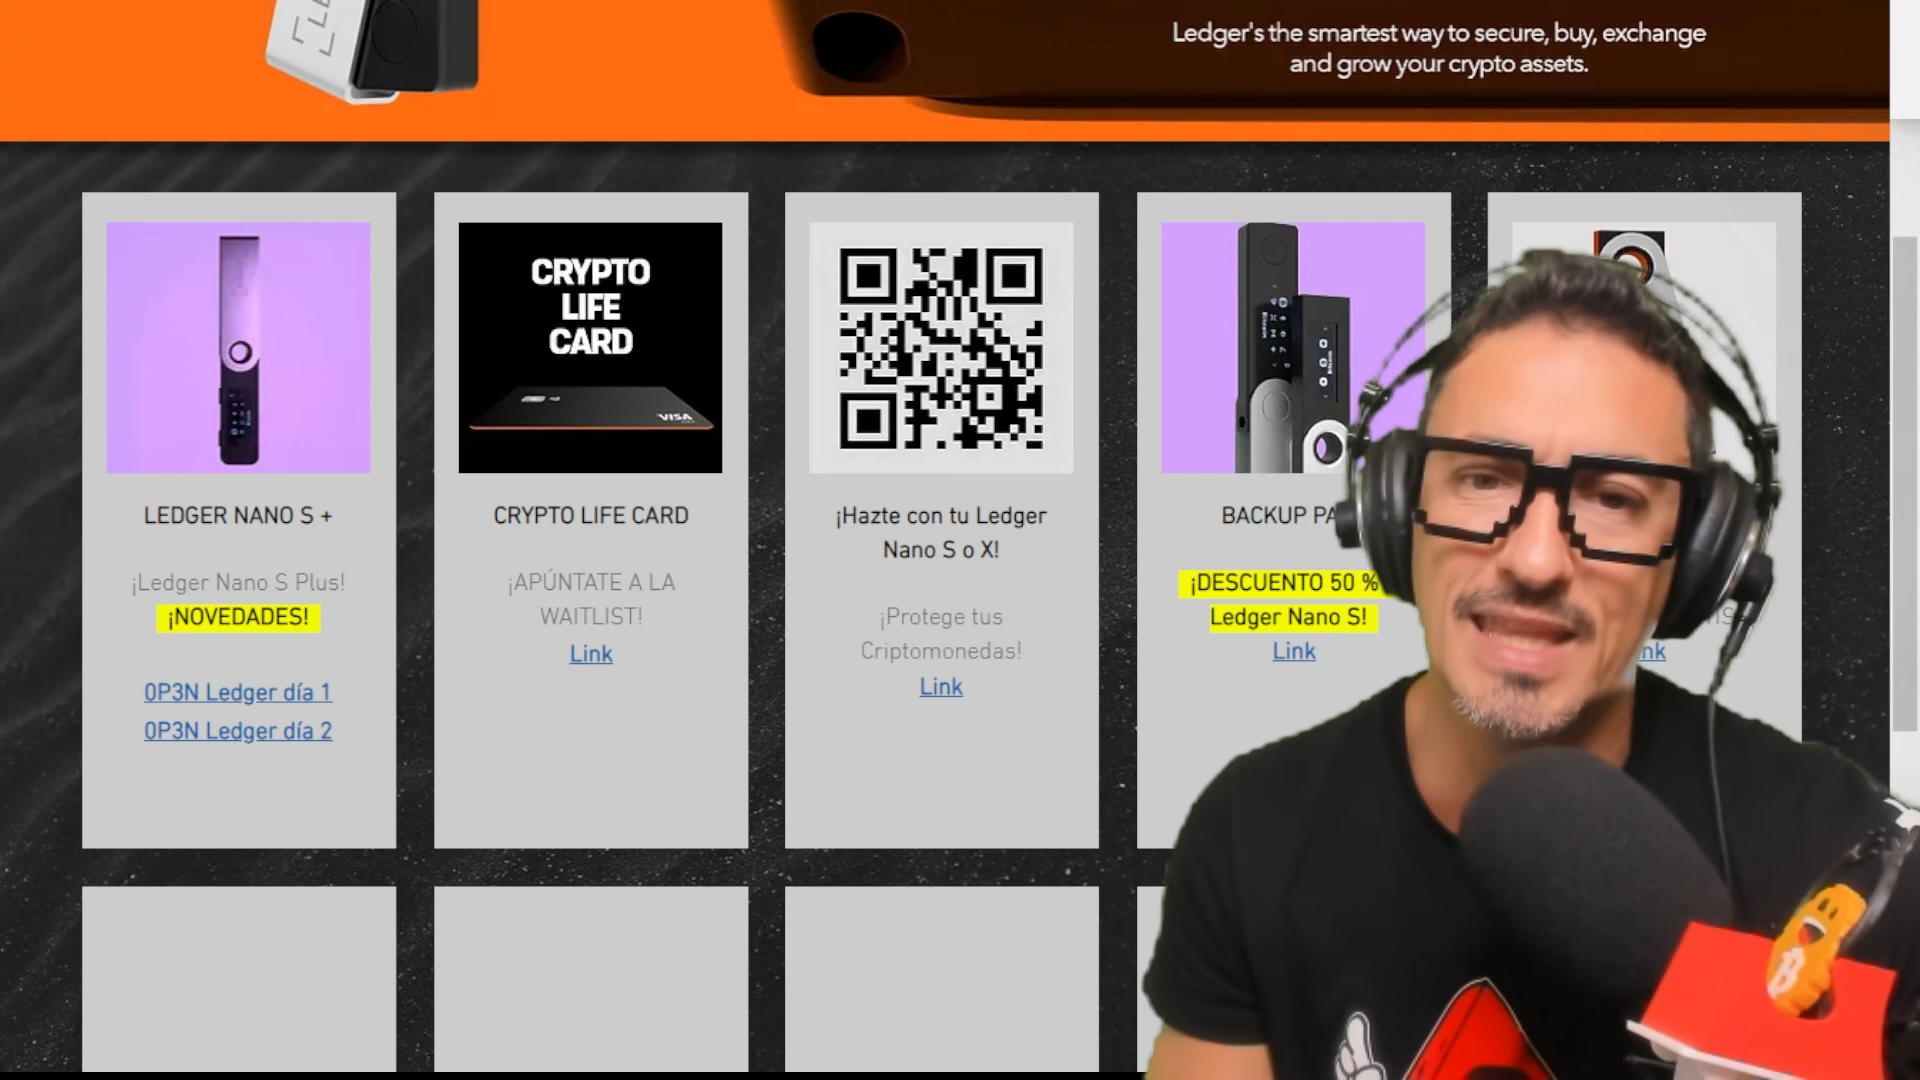 Ledger's the smartest way to secure, buy, exchange
and grow your crypto assets.
CRYPTO
LIFE
CARD
VISA
LEDGER NANO S +
¡Ledger Nano S Plus!
¡NOVEDADES!
0P3N Ledger día 1
0P3N Ledger día 2
CRYPTO LIFE CARD
¡APÚNTATE A LA
WAITLIST!
Link
¡Hazte con tu Ledger
Nano S o X!
¡Protege tus
Criptomonedas!
Link
BACKUP
¡DESCUENTO 50 %
Ledger Nano S!
Link